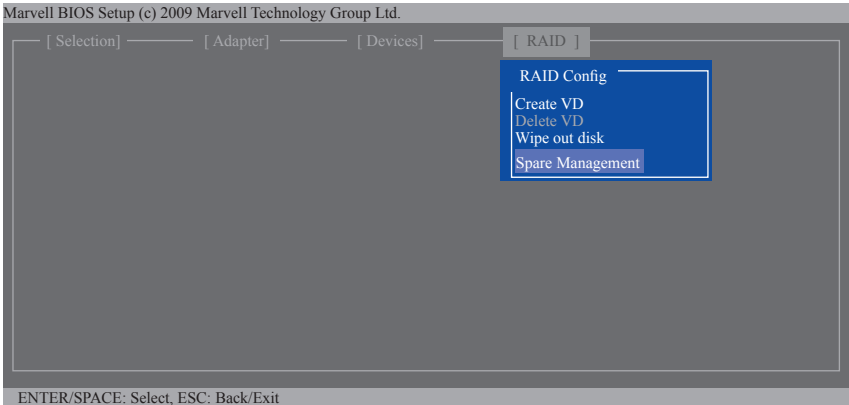 Marvell BIOS Setup (c) 2009 Marvell Technology Group Ltd.
[ Selection] [ Adapter] [ Devices] [ RAID ]
RAID Config
Create VD
Delete VD
Wipe out disk
Spare Management
ENTER/SPACE: Select, ESC: Back/Exit